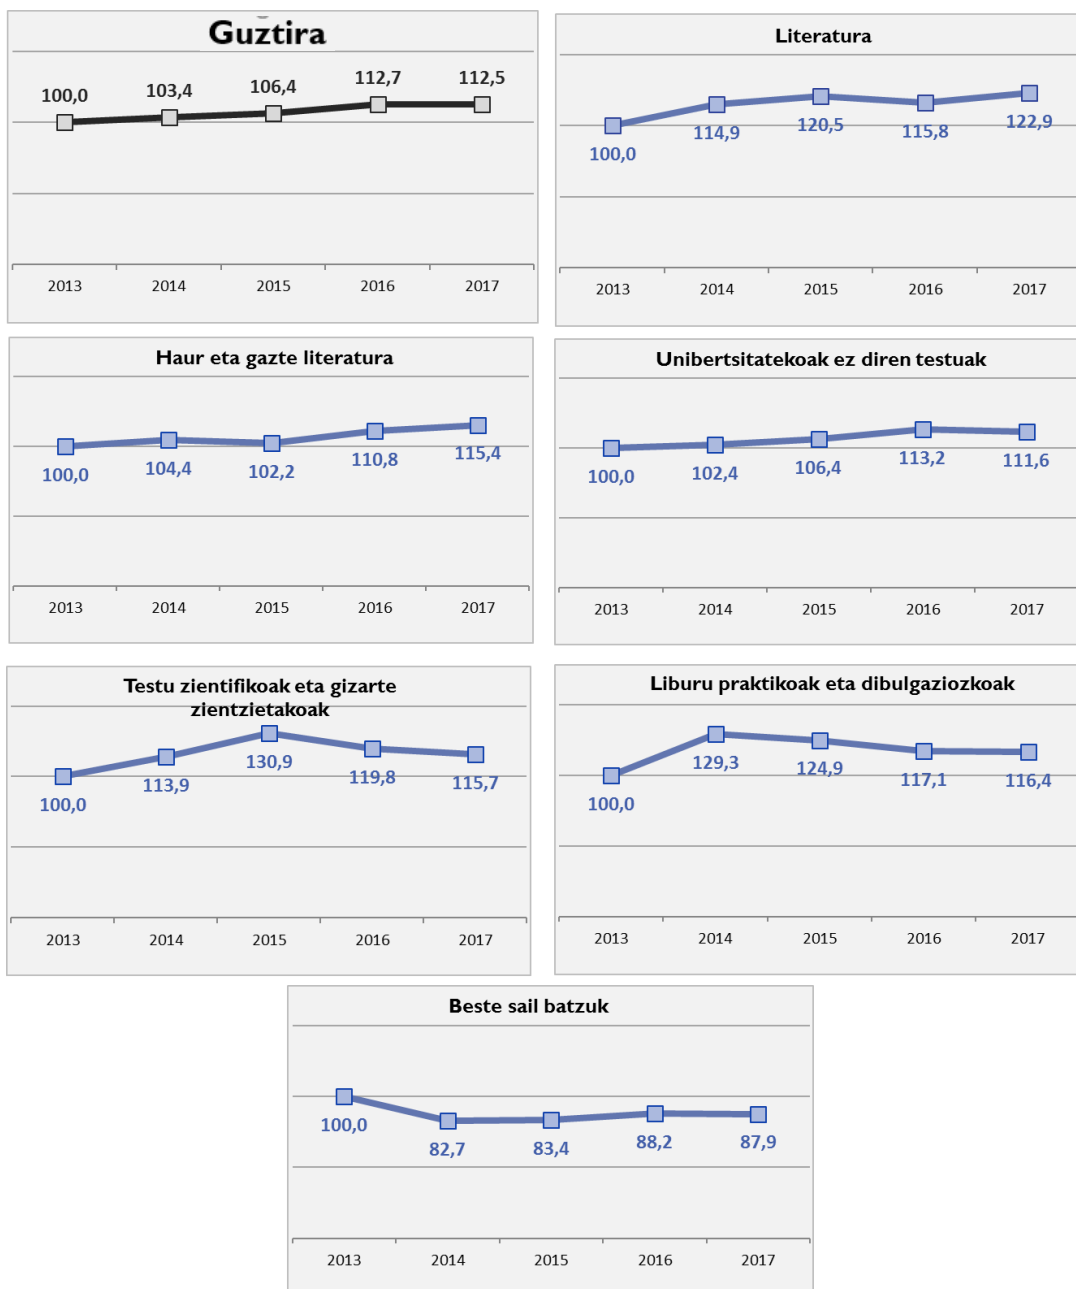 Guztira
100,0
103,4
106,4
112,7
112,5
2013 2014 2015 2016 2017
Literatura
100,0
114,9
120,5
115,8
122,9
2013 2014 2015 2016 2017
Haur eta gazte literatura
100,0
104,4
102,2
110,8
115,4
2013 2014 2015 2016 2017
Unibertsitatekoak ez diren testuak
100,0
102,4
106,4
113,2
111,6
2013 2014 2015 2016 2017
Testu zientifikoak eta gizarte
zientzietakoak
100,0
113,9
130,9
119,8
115,7
2013 2014 2015 2016 2017
Liburu praktikoak eta dibulgaziozkoak
100,0
129,3
124,9
117,1
116,4
2013 2014 2015 2016 2017
Beste sail batzuk
100,0
82,7
83,4
88,2
87,9
2013 2014 2015 2016 2017